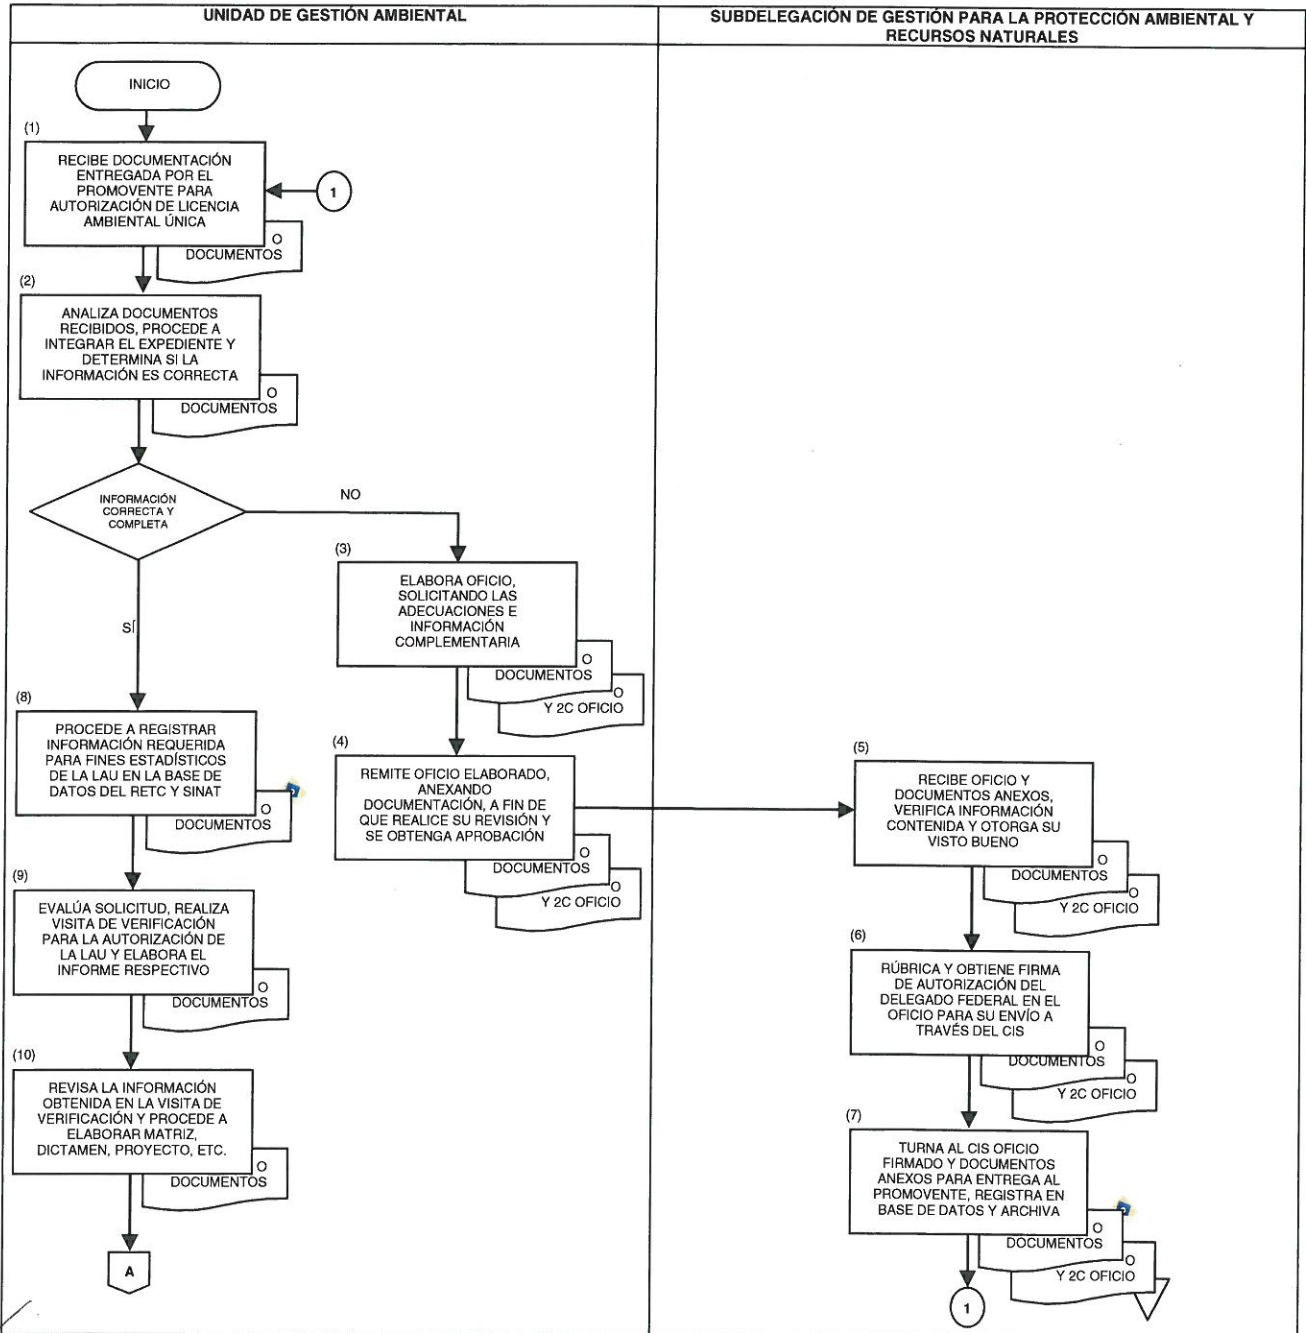 UNIDAD DE GESTIÓN AMBIENTAL
SUBDELEGACIÓN DE GESTIÓN PARA LA PROTECCIÓN AMBIENTAL Y
RECURSOS NATURALES
INICIO
(1)
RECIBE DOCUMENTACIÓN
ENTREGADA POR EL
PROMOVENTE PARA
AUTORIZACIÓN DE LICENCIA
AMBIENTAL ÚNICA
1
O
DOCUMENTOS
(2)
ANALIZA DOCUMENTOS
RECIBIDOS, PROCEDE A
INTEGRAR EL EXPEDIENTE Y
DETERMINA SI LA
INFORMACIÓN ES CORRECTA
O
DOCUMENTOS
INFORMACIÓN
CORRECTA Y
COMPLETA
NO
SÍ
(3)
ELABORA OFICIO,
SOLICITANDO LAS
ADECUACIONES E
INFORMACIÓN
COMPLEMENTARIA
O
DOCUMENTOS
O
Y 2C OFICIO
(4)
REMITE OFICIO ELABORADO,
ANEXANDO
DOCUMENTACIÓN, A FIN DE
QUE REALICE SU REVISIÓN Y
SE OBTENGA APROBACIÓN
O
DOCUMENTOS
O
Y 2C OFICIO
(5)
RECIBE OFICIO Y
DOCUMENTOS ANEXOS,
VERIFICA INFORMACIÓN
CONTENIDA Y OTORGA SU
VISTO BUENO
O
DOCUMENTOS
O
Y 2C OFICIO
(6)
RÚBRICA Y OBTIENE FIRMA
DE AUTORIZACIÓN DEL
DELEGADO FEDERAL EN EL
OFICIO PARA SU ENVÍO A
TRAVÉS DEL CIS
O
DOCUMENTOS
O
Y 2C OFICIO
(7)
TURNA AL CIS OFICIO
FIRMADO Y DOCUMENTOS
ANEXOS PARA ENTREGA AL
PROMOVENTE, REGISTRA EN
BASE DE DATOS Y ARCHIVA
O
DOCUMENTOS
O
Y 2C OFICIO
1
(8)
PROCEDE A REGISTRAR
INFORMACIÓN REQUERIDA
PARA FINES ESTADÍSTICOS
DE LA LAU EN LA BASE DE
DATOS DEL RETC Y SINAT
O
DOCUMENTOS
(9)
EVALÚA SOLICITUD, REALIZA
VISITA DE VERIFICACIÓN
PARA LA AUTORIZACIÓN DE
LA LAU Y ELABORA EL
INFORME RESPECTIVO
O
DOCUMENTOS
(10)
REVISA LA INFORMACIÓN
OBTENIDA EN LA VISITA DE
VERIFICACIÓN Y PROCEDE A
ELABORAR MATRIZ,
DICTAMEN, PROYECTO, ETC.
O
DOCUMENTOS
A